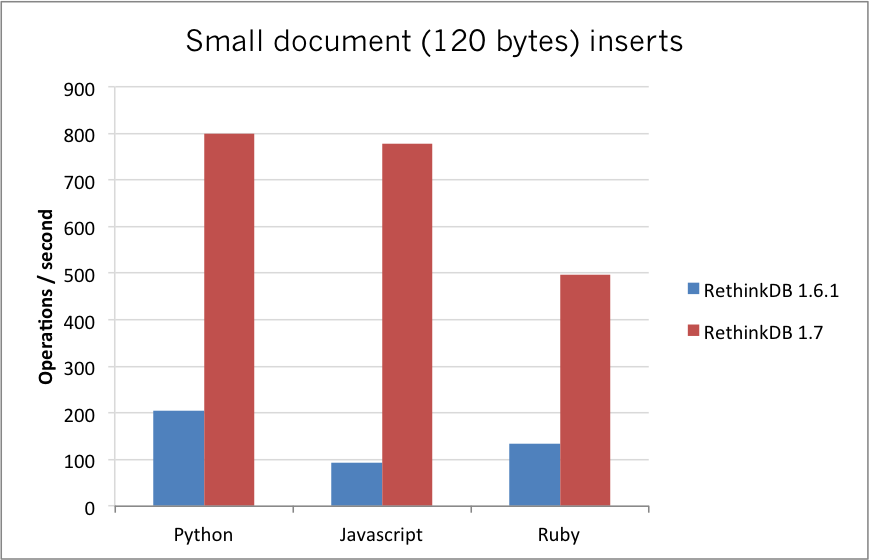 Small document (120 bytes) inserts
Operations / second
900
800
700
600
500
400
300
200
100
0
Python Javascript Ruby
RethinkDB 1.6.1
RethinkDB 1.7